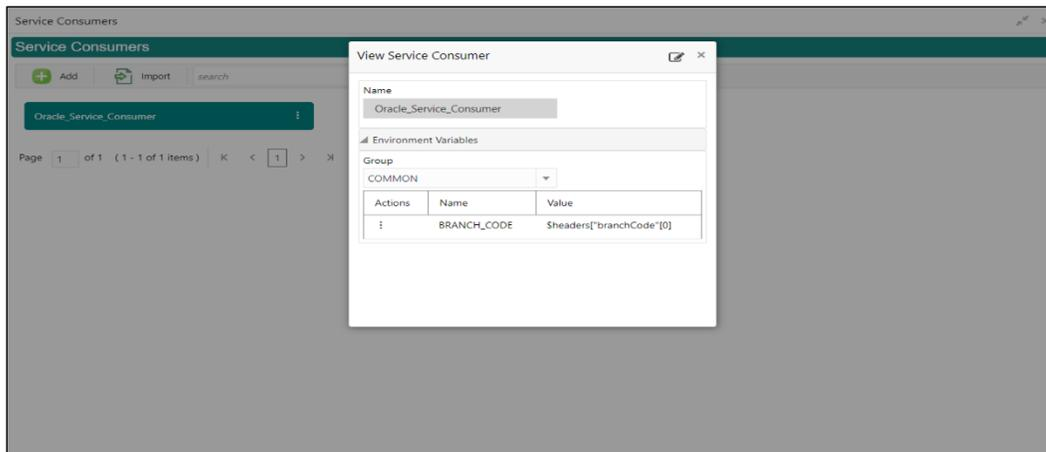 Service Consumers
Service Consumers
Add Import search
Oracle_Service_Consumer
Page 1 of 1 (1 - 1 of 1 items) K < 1 > >|
View Service Consumer ×
Name
Oracle_Service_Consumer
Environment Variables
Group
COMMON
Actions Name Value
BRANCH_CODE $headers["branchCode"[0]